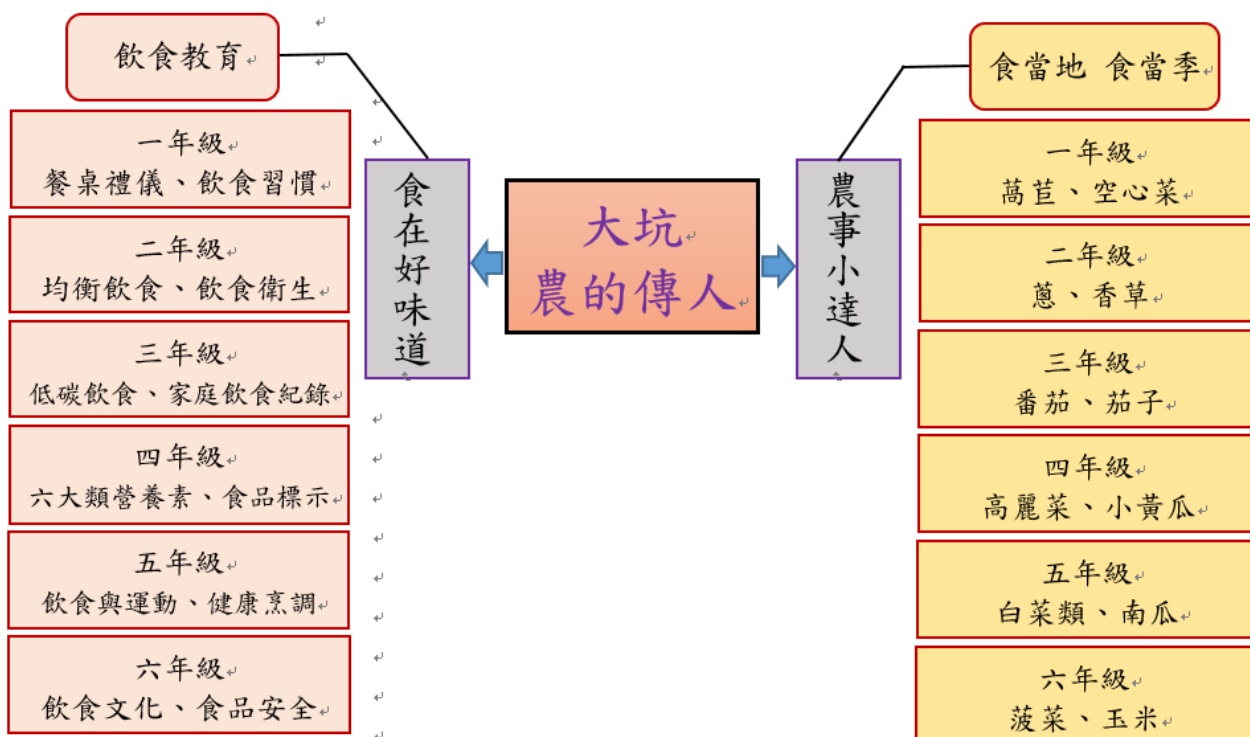 飲食教育
一年級
餐桌禮儀、飲食習慣
二年級
均衡飲食、飲食衛生
三年級
低碳飲食、家庭飲食紀錄
四年級
六大類營養素、食品標示
五年級
飲食與運動、健康烹調
六年級
飲食文化、食品安全
食在好味道
大坑
農的傳人
農事小達人
食當地 食當季
一年級
萵苣、空心菜
二年級
蔥、香草
三年級
番茄、茄子
四年級
高麗菜、小黃瓜
五年級
白菜類、南瓜
六年級
菠菜、玉米